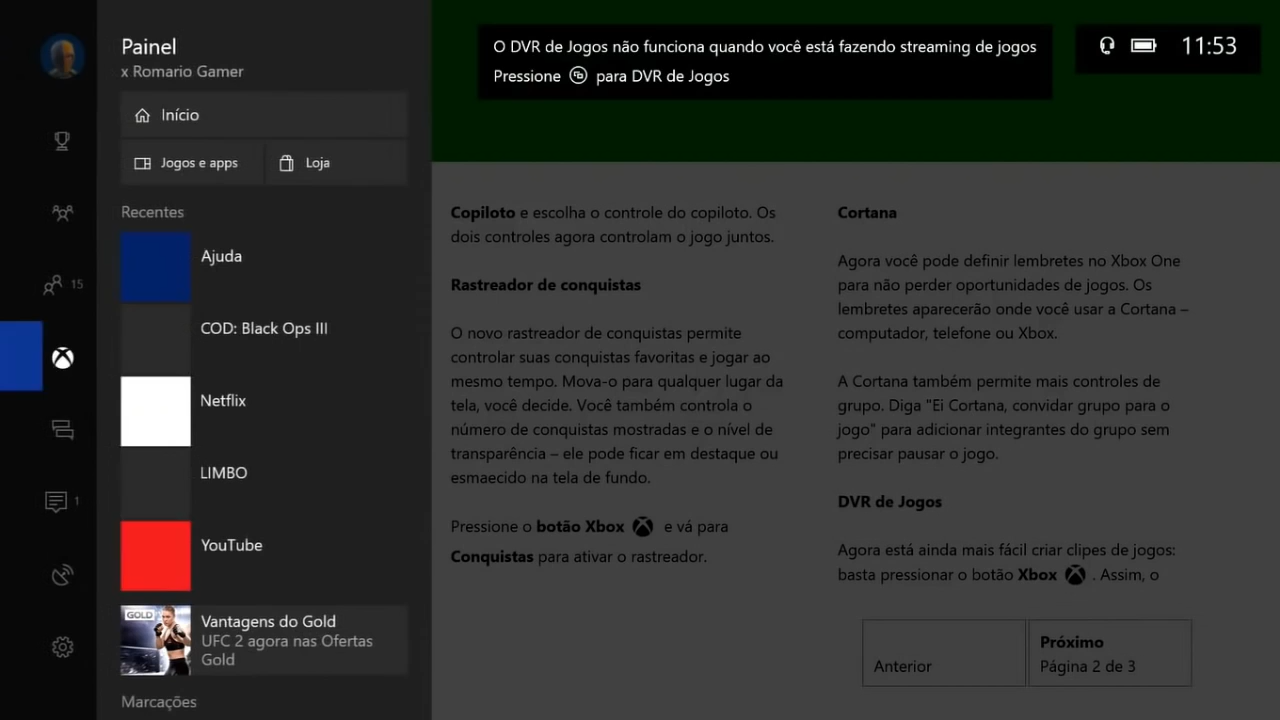 Painel
x Romario Gamer
Início
Jogos e apps
Loja
Recentes
Ajuda
COD: Black Ops III
Netflix
LIMBO
YouTube
GOLD
Vantagens do Gold
UFC 2 agora nas Ofertas
Gold
Marcações
15
1
O DVR de Jogos não funciona quando você está fazendo streaming de jogos
Pressione para DVR de Jogos
11:53
Copiloto e escolha o controle do copiloto. Os
dois controles agora controlam o jogo juntos.
Rastreador de conquistas
O novo rastreador de conquistas permite
controlar suas conquistas favoritas e jogar ao
mesmo tempo. Mova-o para qualquer lugar da
tela, você decide. Você também controla o
número de conquistas mostradas e o nível de
transparência – ele pode ficar em destaque ou
esmaecido na tela de fundo.
Pressione o botão Xbox e vá para
Conquistas para ativar o rastreador.
Cortana
Agora você pode definir lembretes no Xbox One
para não perder oportunidades de jogos. Os
lembretes aparecerão onde você usar a Cortana –
computador, telefone ou Xbox.
A Cortana também permite mais controles de
grupo. Diga "Ei Cortana, convidar grupo para o
jogo" para adicionar integrantes do grupo sem
precisar pausar o jogo.
DVR de Jogos
Agora está ainda mais fácil criar clipes de jogos:
basta pressionar o botão Xbox . Assim, o
Anterior
Próximo
Página 2 de 3